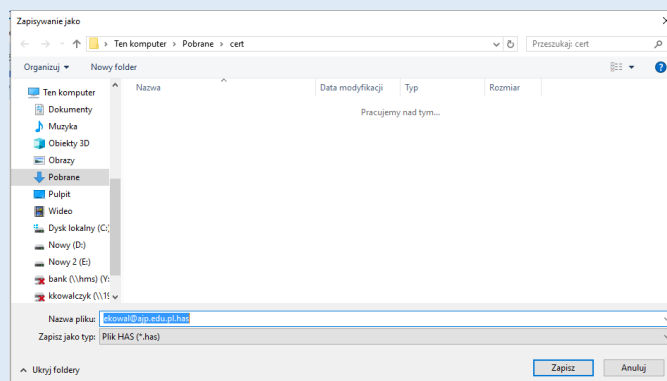 Zapisywanie jako
Ten komputer > Pobrane > cert
Przeszukaj: cert
Organizuj
Nowy folder
Nazwa
Data modyfikacji
Typ
Rozmiar
Pracujemy nad tym...
Ten komputer
Dokumenty
Muzyka
Obiekty 3D
Obrazy
Pobrane
Pulpit
Wideo
Dysk lokalny (C:)
Nowy (D:)
Nowy 2 (E:)
bank (\\hms) (Y:
kkowalczyk (\\19
Nazwa pliku: ekowal@ajp.edu.pl.has
Zapisz jako typ: Plik HAS (*.has)
Ukryj foldery
Zapisz
Anuluj